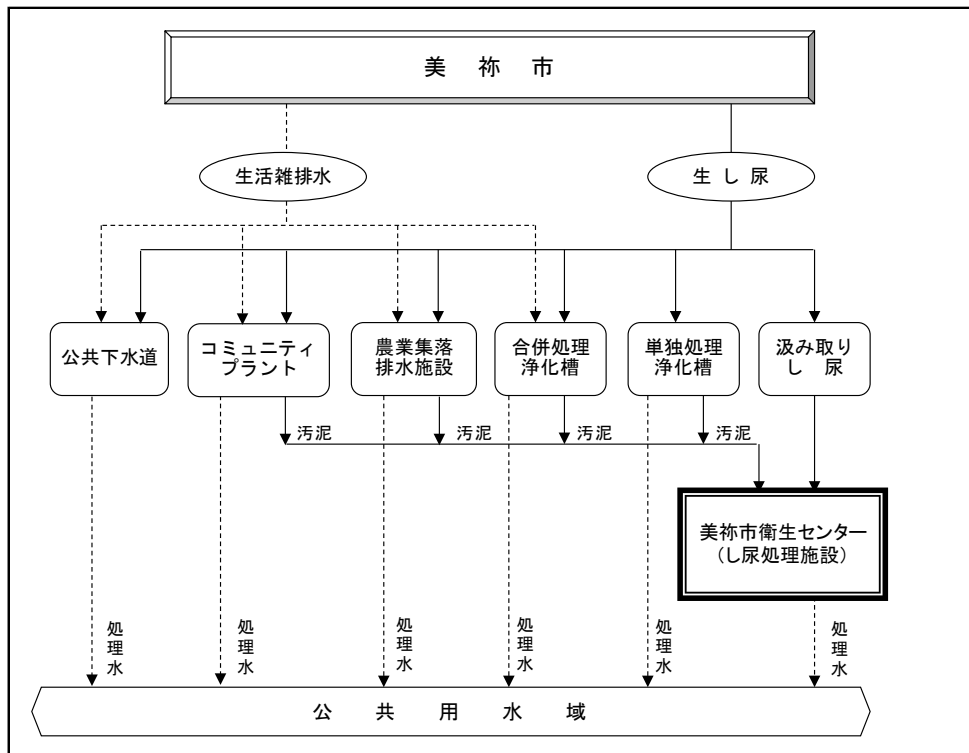 美祢市
生活雑排水
生し尿
公共下水道
コミュニティ
プラント
農業集落
排水施設
合併処理
浄化槽
単独処理
浄化槽
汲み取り
し尿
汚泥
汚泥
汚泥
汚泥
美祢市衛生センター
(し尿処理施設)
処理水
処理水
処理水
処理水
処理水
処理水
公共用水域